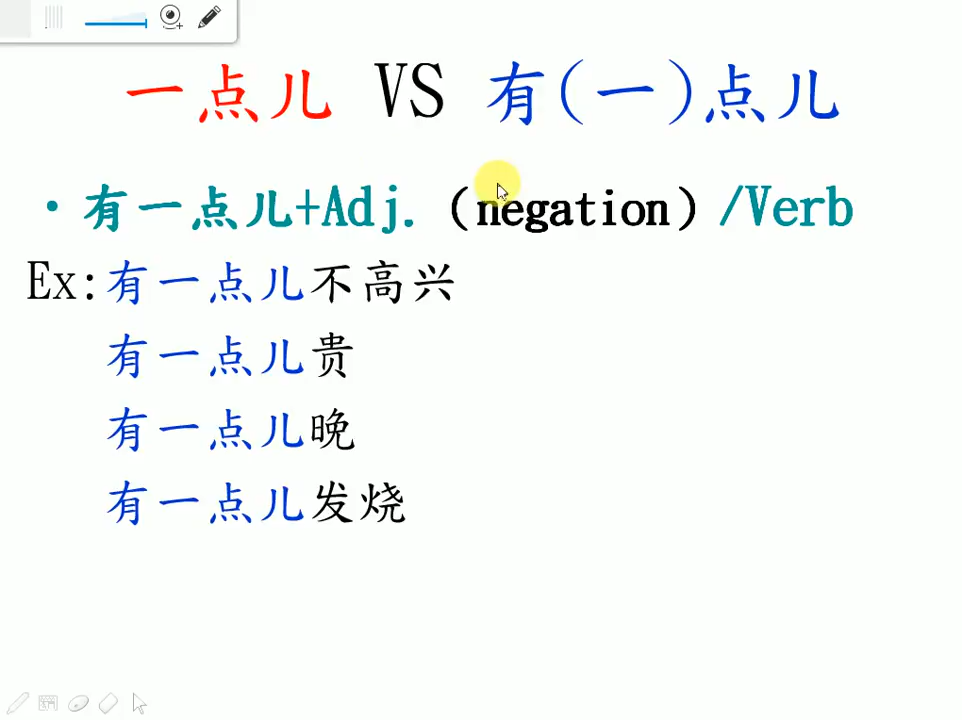 一点儿 VS 有(一)点儿
·有一点儿+Adj.（negation）/Verb
Ex:有一点儿不高兴
有一点儿贵
有一点儿晚
有一点儿发烧